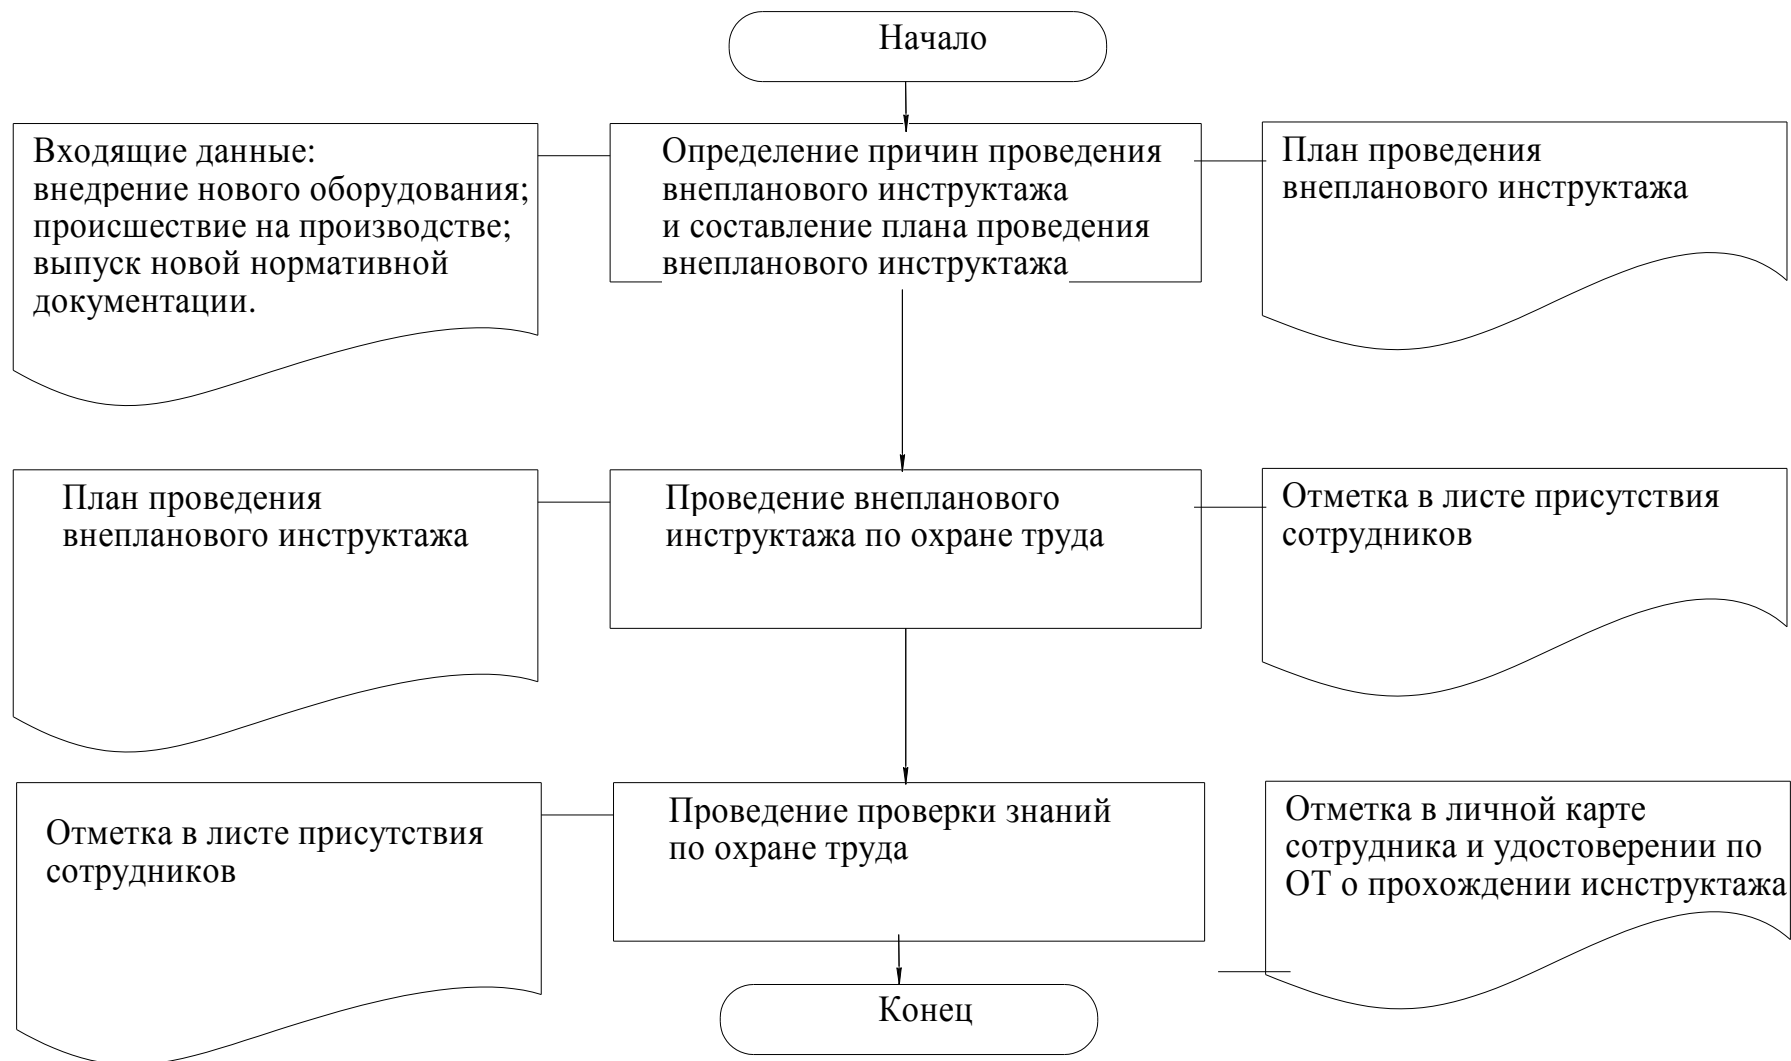 Начало
Входящие данные:
внедрение нового оборудования;
происшествие на производстве;
выпуск новой нормативной
документации.
Определение причин проведения
внепланового инструктажа
и составление плана проведения
внепланового инструктажа
План проведения
внепланового инструктажа
План проведения
внепланового инструктажа
Проведение внепланового
инструктажа по охране труда
Отметка в листе присутствия
сотрудников
Отметка в листе присутствия
сотрудников
Проведение проверки знаний
по охране труда
Отметка в личной карте
сотрудника и удостоверении по
ОТ о прохождении иснструктажа
Конец